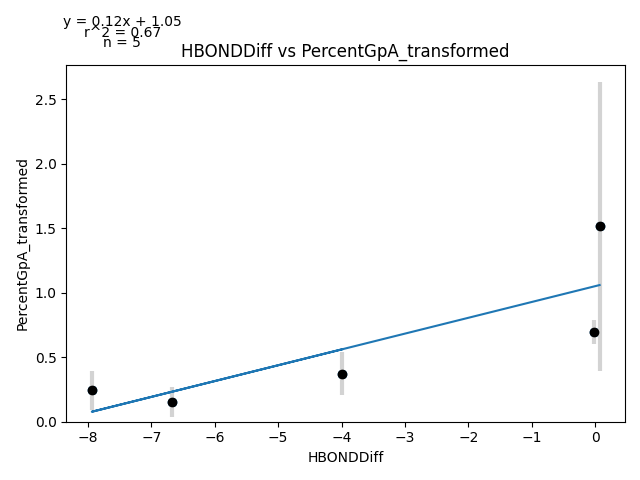 y = 0.12x + 1.05
r^2 = 0.67
n = 5
HBONDDiff vs PercentGpA_transformed
PercentGpA_transformed
2.5
2.0
1.5
1.0
0.5
0.0
−8 −7 −6 −5 −4 −3 −2 −1 0
HBONDDiff